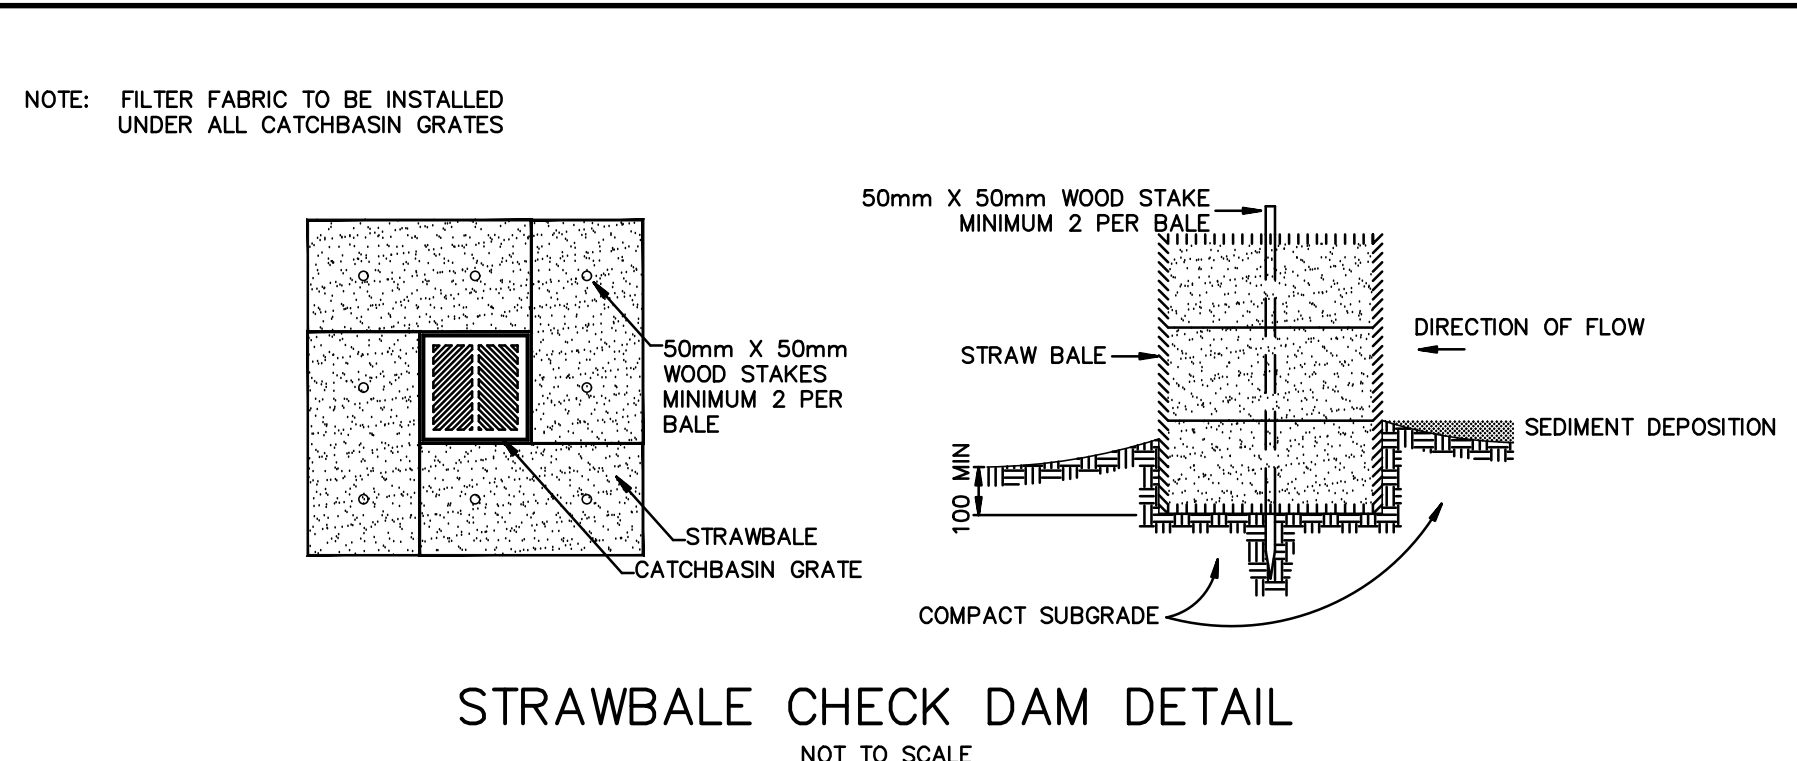 NOTE: FILTER FABRIC TO BE INSTALLED
UNDER ALL CATCHBASIN GRATES
50mm X 50mm
WOOD STAKES
MINIMUM 2 PER
BALE
STRAWBALE
CATCHBASIN GRATE
50mm X 50mm WOOD STAKE
MINIMUM 2 PER BALE
STRAW BALE
DIRECTION OF FLOW
SEDIMENT DEPOSITION
100 MIN
COMPACT SUBGRADE
STRAWBALE CHECK DAM DETAIL
NOT TO SCALE